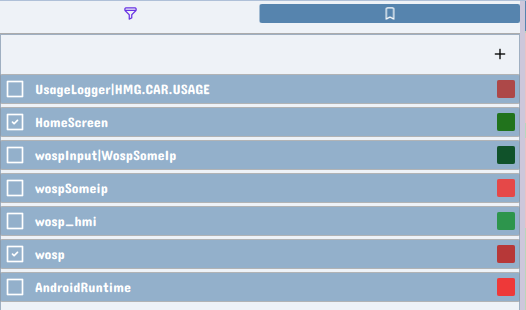 UsageLogger|HMG.CAR.USAGE
HomeScreen
wospInput|WospSomeIp
wospSomeip
wosp_hmi
wosp
AndroidRuntime